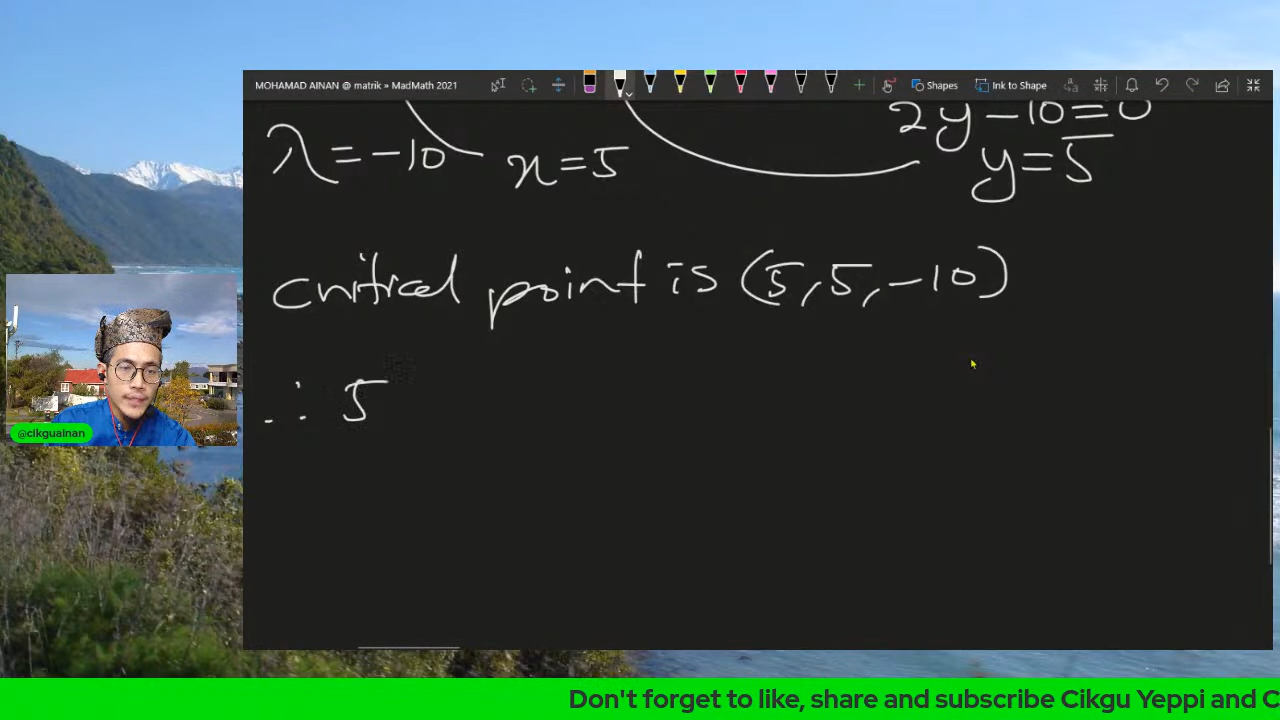 MOHAMAD AINAN @ matrik » MadMath 2021
Shapes
Ink to Shape
2y-10=0
λ=-10 x=5 y=5
critical point is (5,5,-10)
∴ 5
@cikguainan
Don't forget to like, share and subscribe Cikgu Yeppi and C